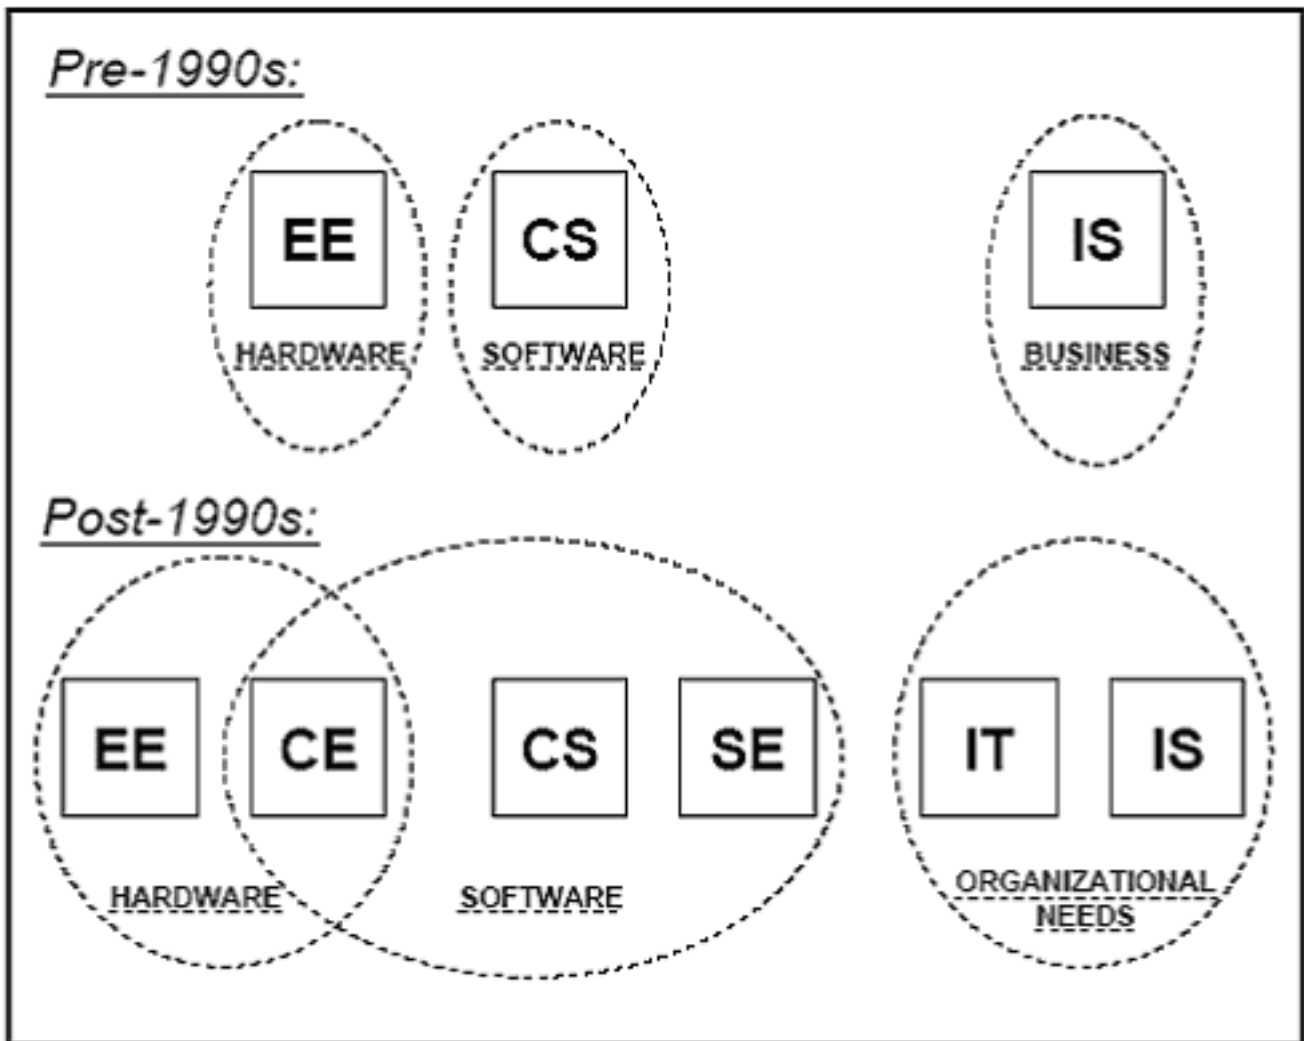 Pre-1990s:
EE CS IS
HARDWARE SOFTWARE BUSINESS
Post-1990s:
EE CE CS SE IT IS
HARDWARE SOFTWARE ORGANIZATIONAL
NEEDS